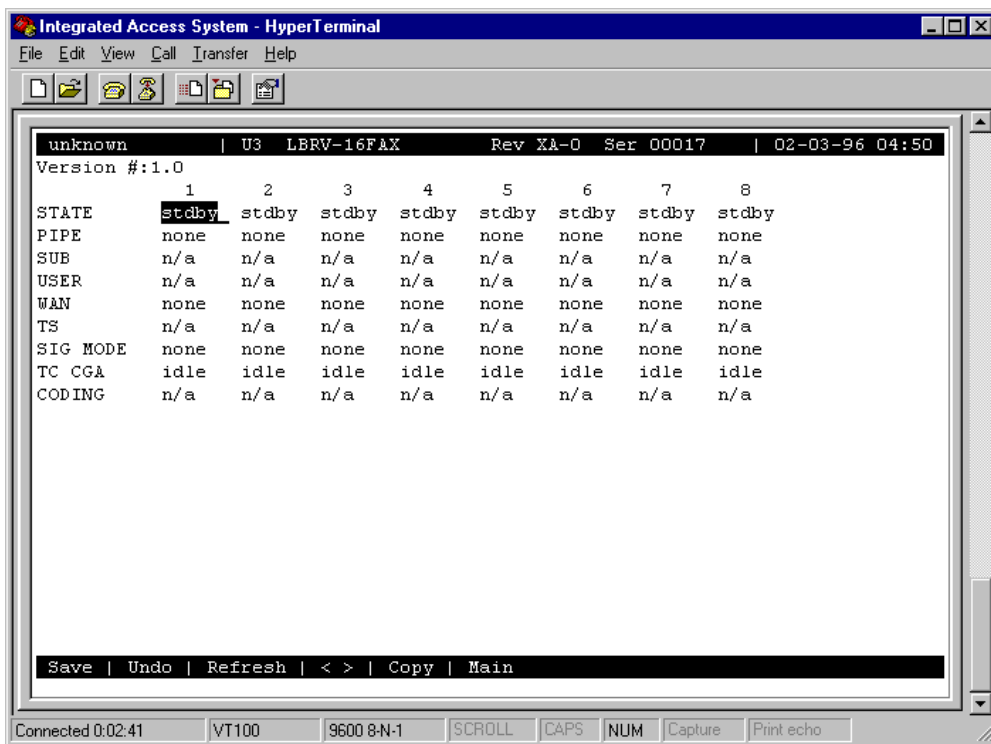 Integrated Access System - HyperTerminal
File Edit View Call Transfer Help
unknown | U3 LBRV-16FAX Rev XA-0 Ser 00017 | 02-03-96 04:50
Version #:1.0
1 2 3 4 5 6 7 8
STATE stdby stdby stdby stdby stdby stdby stdby stdby
PIPE none none none none none none none none
SUB n/a n/a n/a n/a n/a n/a n/a n/a
USER n/a n/a n/a n/a n/a n/a n/a n/a
WAN none none none none none none none none
TS n/a n/a n/a n/a n/a n/a n/a n/a
SIG MODE none none none none none none none none
TC CGA idle idle idle idle idle idle idle idle
CODING n/a n/a n/a n/a n/a n/a n/a n/a
Save | Undo | Refresh | < > | Copy | Main
Connected 0:02:41 VT100 9600 8-N-1 SCROLL CAPS NUM Capture Print echo